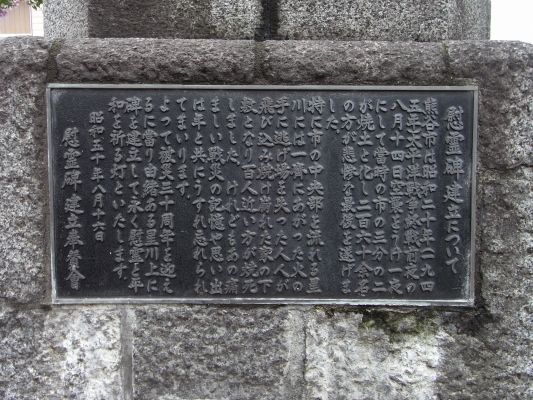 慰霊碑建立について
熊谷市は昭和二十年一九四
五年太平洋戦争終戦前夜の
八月十四日空襲をうけ一夜
にして当時の市の三分の二
が焼土と化し二百六十余名
の方が悲惨な最後を遂げま
した
特に市の中央部を流れる星
川には一斉にあがった火の
手に逃げ場を失った人々が
飛び込み焼け崩れた家の下
敷となり百人近い方が焼死
しました けれどもあの痛
ましい戦火の記憶や思い出
は年と共にうすれ忘れられ
てまいります
よって被災三十周年を迎え
るに当り由緒ある星川上に
碑を建立して永く慰霊と平
和を祈る灯といたします
昭和五十年八月十六日
慰霊碑建立奉賛会